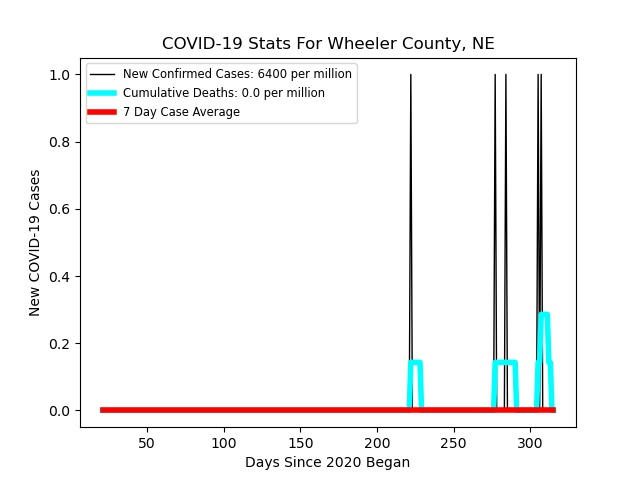 COVID-19 Stats For Wheeler County, NE
New Confirmed Cases: 6400 per million
Cumulative Deaths: 0.0 per million
7 Day Case Average
New COVID-19 Cases
1.0
0.8
0.6
0.4
0.2
0.0
50 100 150 200 250 300
Days Since 2020 Began